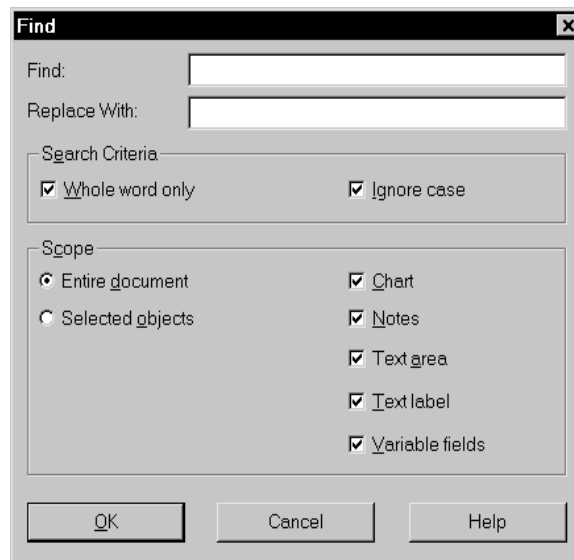 Find
Find:
Replace With:
Search Criteria
Whole word only
Ignore case
Scope
Entire document
Chart
Selected objects
Notes
Text area
Text label
Variable fields
OK
Cancel
Help